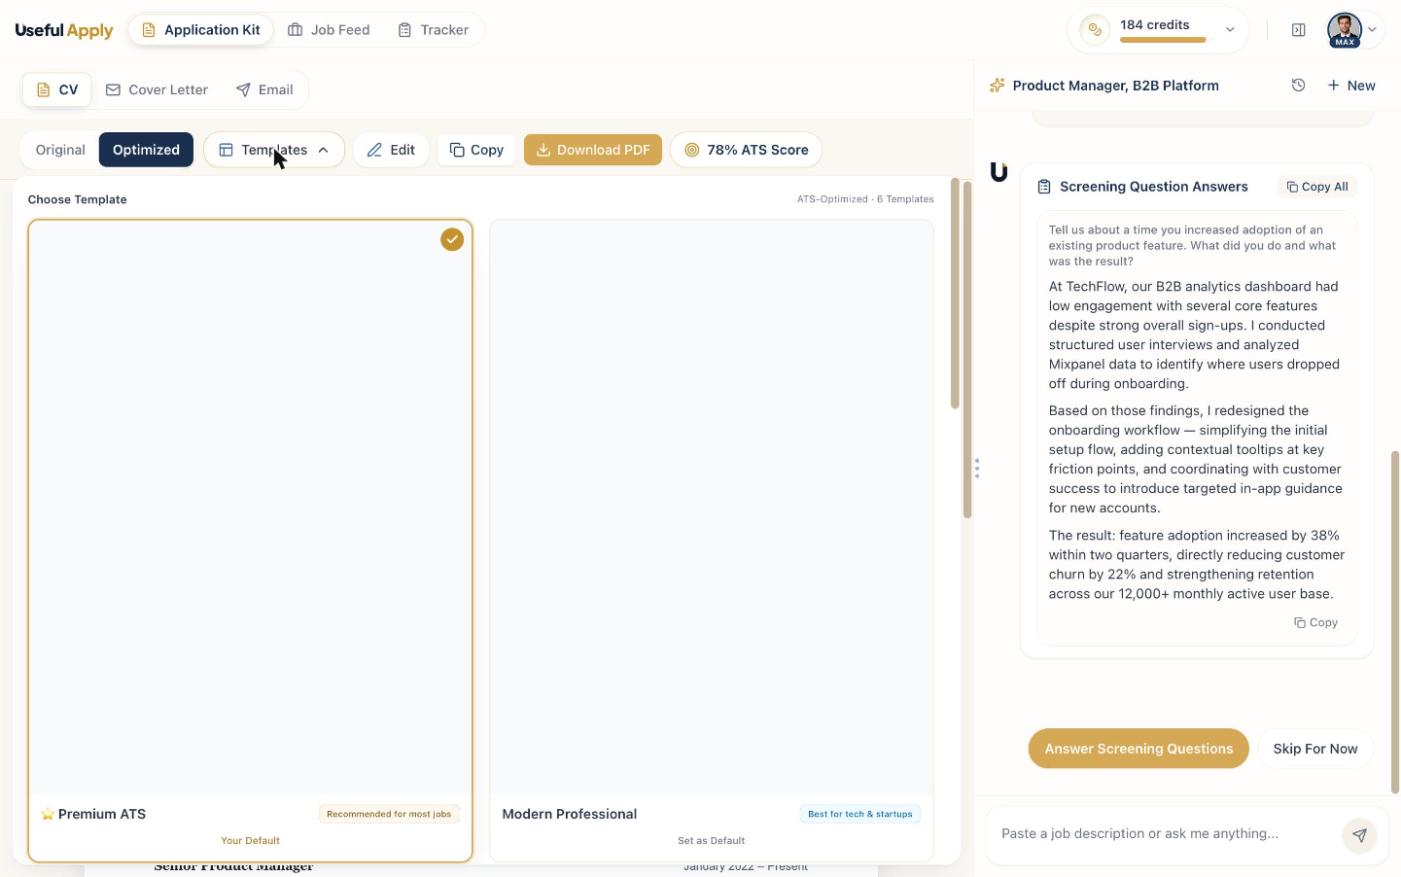 Useful Apply
Application Kit
Job Feed
Tracker
184 credits
MAX
CV
Cover Letter
Email
Product Manager, B2B Platform
New
Original
Optimized
Templates
Edit
Copy
Download PDF
78% ATS Score
Choose Template
ATS-Optimized · 6 Templates
Premium ATS
Recommended for most jobs
Your Default
Modern Professional
Best for tech & startups
Set as Default
Senior Product Manager
January 2022 – Present
U
Screening Question Answers
Copy All
Tell us about a time you increased adoption of an
existing product feature. What did you do and what
was the result?
At TechFlow, our B2B analytics dashboard had
low engagement with several core features
despite strong overall sign-ups. I conducted
structured user interviews and analyzed
Mixpanel data to identify where users dropped
off during onboarding.
Based on those findings, I redesigned the
onboarding workflow — simplifying the initial
setup flow, adding contextual tooltips at key
friction points, and coordinating with customer
success to introduce targeted in-app guidance
for new accounts.
The result: feature adoption increased by 38%
within two quarters, directly reducing customer
churn by 22% and strengthening retention
across our 12,000+ monthly active user base.
Copy
Answer Screening Questions
Skip For Now
Paste a job description or ask me anything...